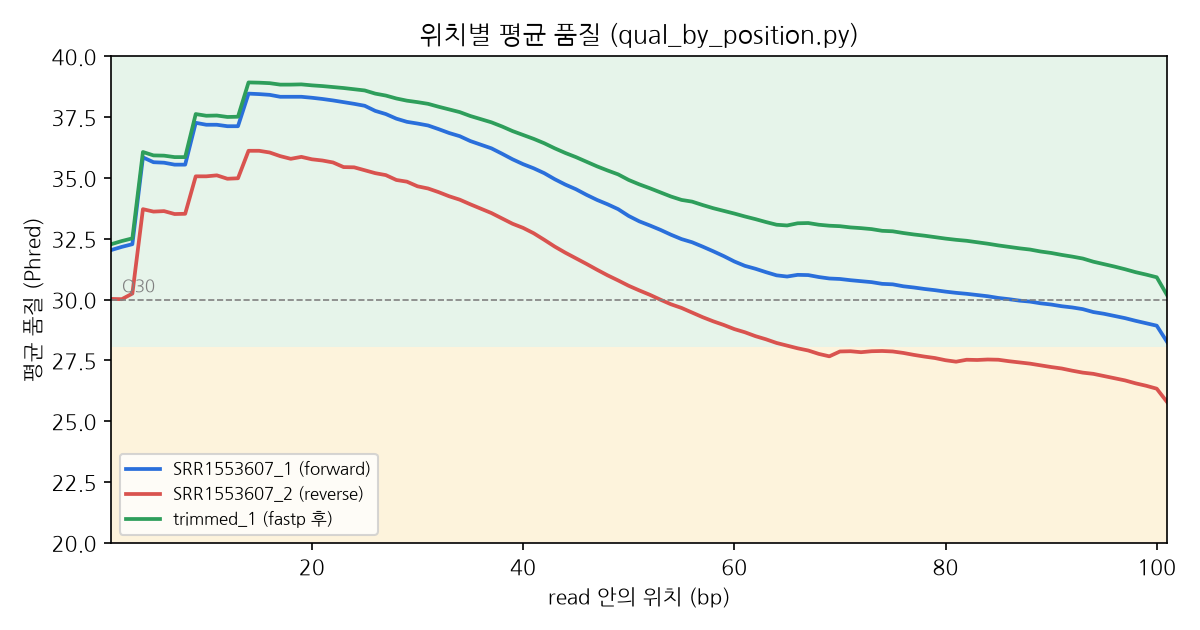 위치별 평균 품질 (qual_by_position.py)
40.0
37.5
35.0
32.5
30.0
27.5
25.0
22.5
20.0
평균 품질 (Phred)
Q30
SRR1553607_1 (forward)
SRR1553607_2 (reverse)
trimmed_1 (fastp 후)
20 40 60 80 100
read 안의 위치 (bp)